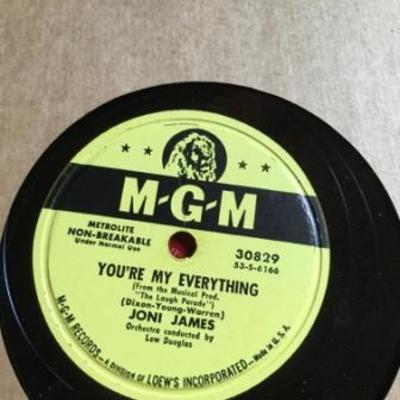 M-G-M
METROLITE
NON-BREAKABLE
Under Normal Use
30829
53-S-6166
YOU'RE MY EVERYTHING
(From the Musical Prod.
"The Laugh Parade")
(Dixon-Young-Warren)
JONI JAMES
Orchestra conducted by
Lew Douglas
M-G-M RECORDS—A DIVISION OF LOEW'S INCORPORATED—Made in U.S.A.